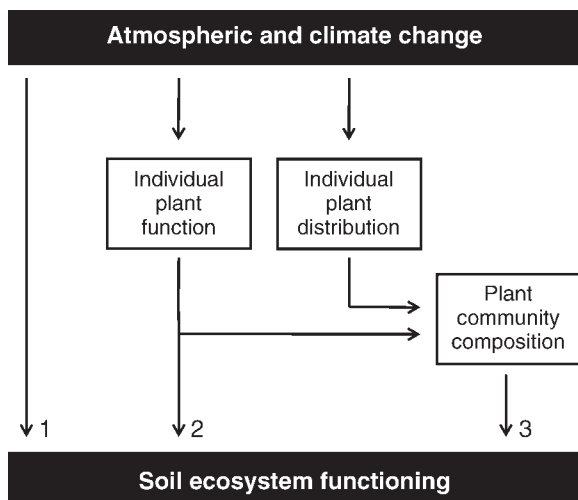 Atmospheric and climate change
Individual
plant
function
Individual
plant
distribution
Plant
community
composition
1
2
3
Soil ecosystem functioning